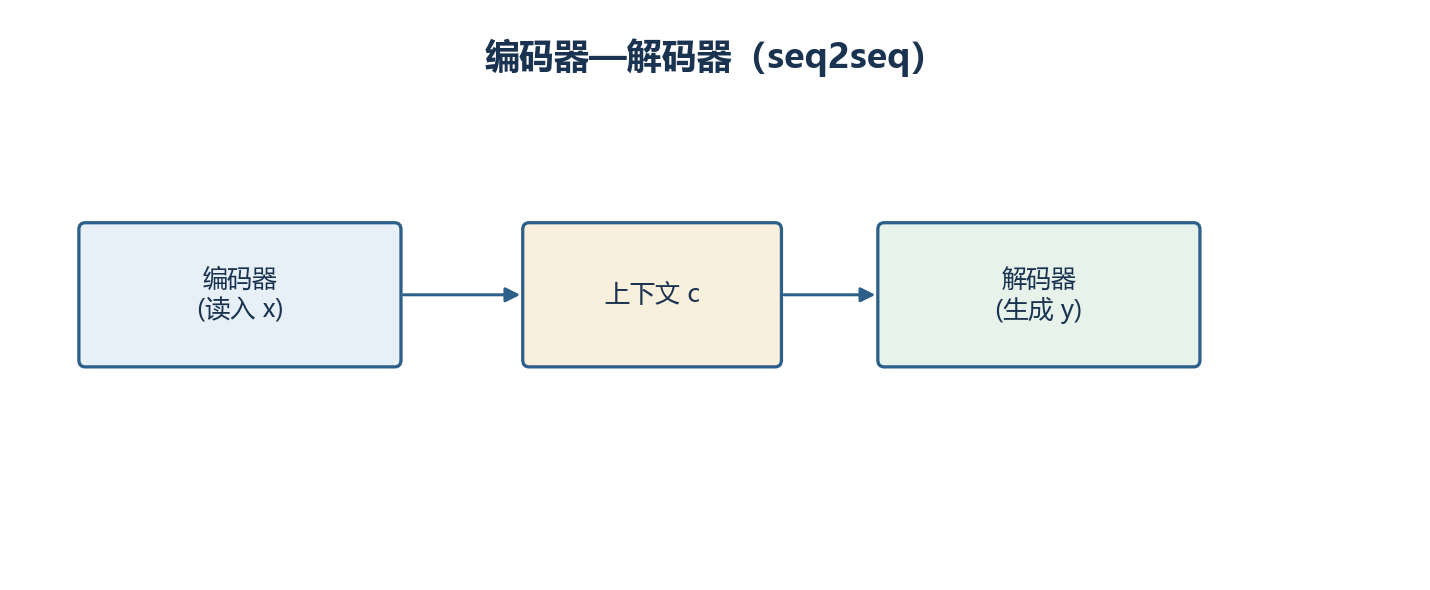 编码器—解码器（seq2seq）
编码器
(读入 x)
上下文 c
解码器
(生成 y)